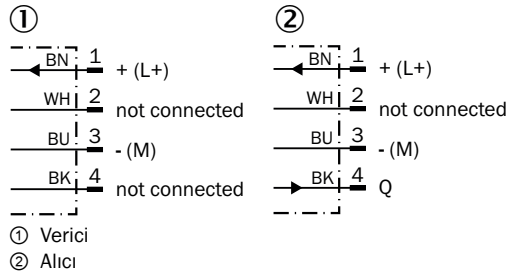 ① ②
BN 1 + (L+)
WH 2 not connected
BU 3 - (M)
BK 4 not connected
BN 1 + (L+)
WH 2 not connected
BU 3 - (M)
BK 4 Q
① Verici
② Alıcı